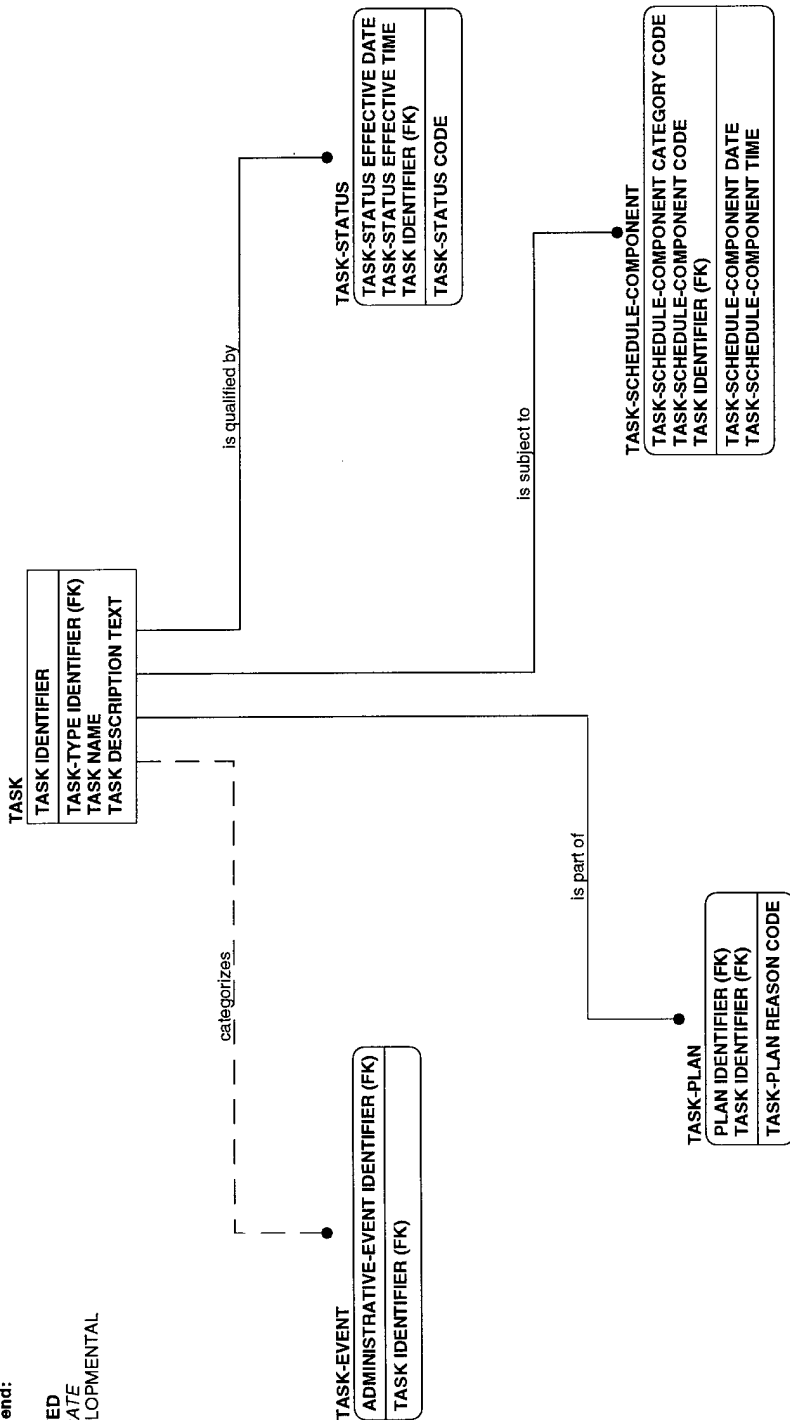 end:
ED
ATE
LOPMENTAL
TASK
TASK IDENTIFIER
TASK-TYPE IDENTIFIER (FK)
TASK NAME
TASK DESCRIPTION TEXT
categorizes
is qualified by
TASK-EVENT
ADMINISTRATIVE-EVENT IDENTIFIER (FK)
TASK IDENTIFIER (FK)
TASK-STATUS
TASK-STATUS EFFECTIVE DATE
TASK-STATUS EFFECTIVE TIME
TASK IDENTIFIER (FK)
TASK-STATUS CODE
is subject to
is part of
TASK-PLAN
PLAN IDENTIFIER (FK)
TASK IDENTIFIER (FK)
TASK-PLAN REASON CODE
TASK-SCHEDULE-COMPONENT
TASK-SCHEDULE-COMPONENT CATEGORY CODE
TASK-SCHEDULE-COMPONENT CODE
TASK IDENTIFIER (FK)
TASK-SCHEDULE-COMPONENT DATE
TASK-SCHEDULE-COMPONENT TIME